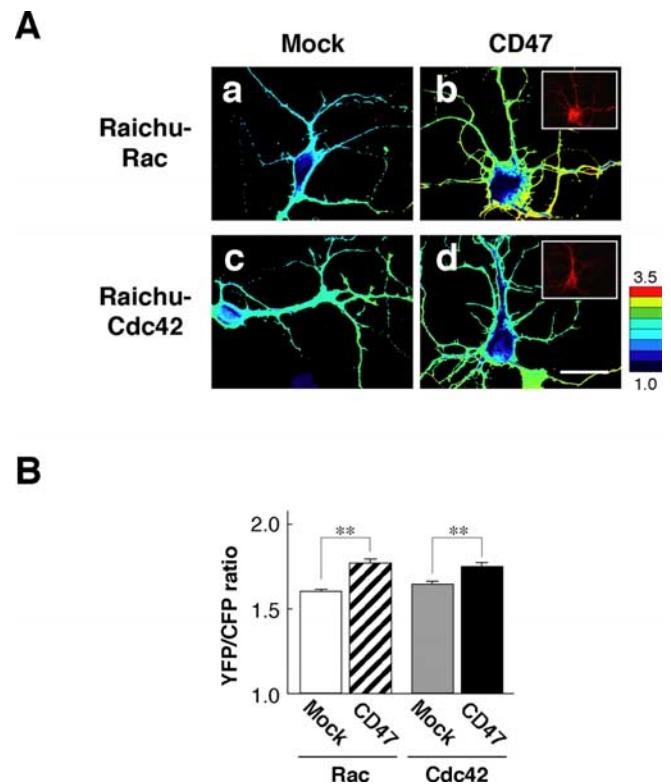 A
Mock CD47
Raichu-
Rac
a b
Raichu-
Cdc42
c d
3.5
1.0
B
YFP/CFP ratio
2.0
1.5
1.0
** **
Mock CD47 Mock CD47
Rac Cdc42